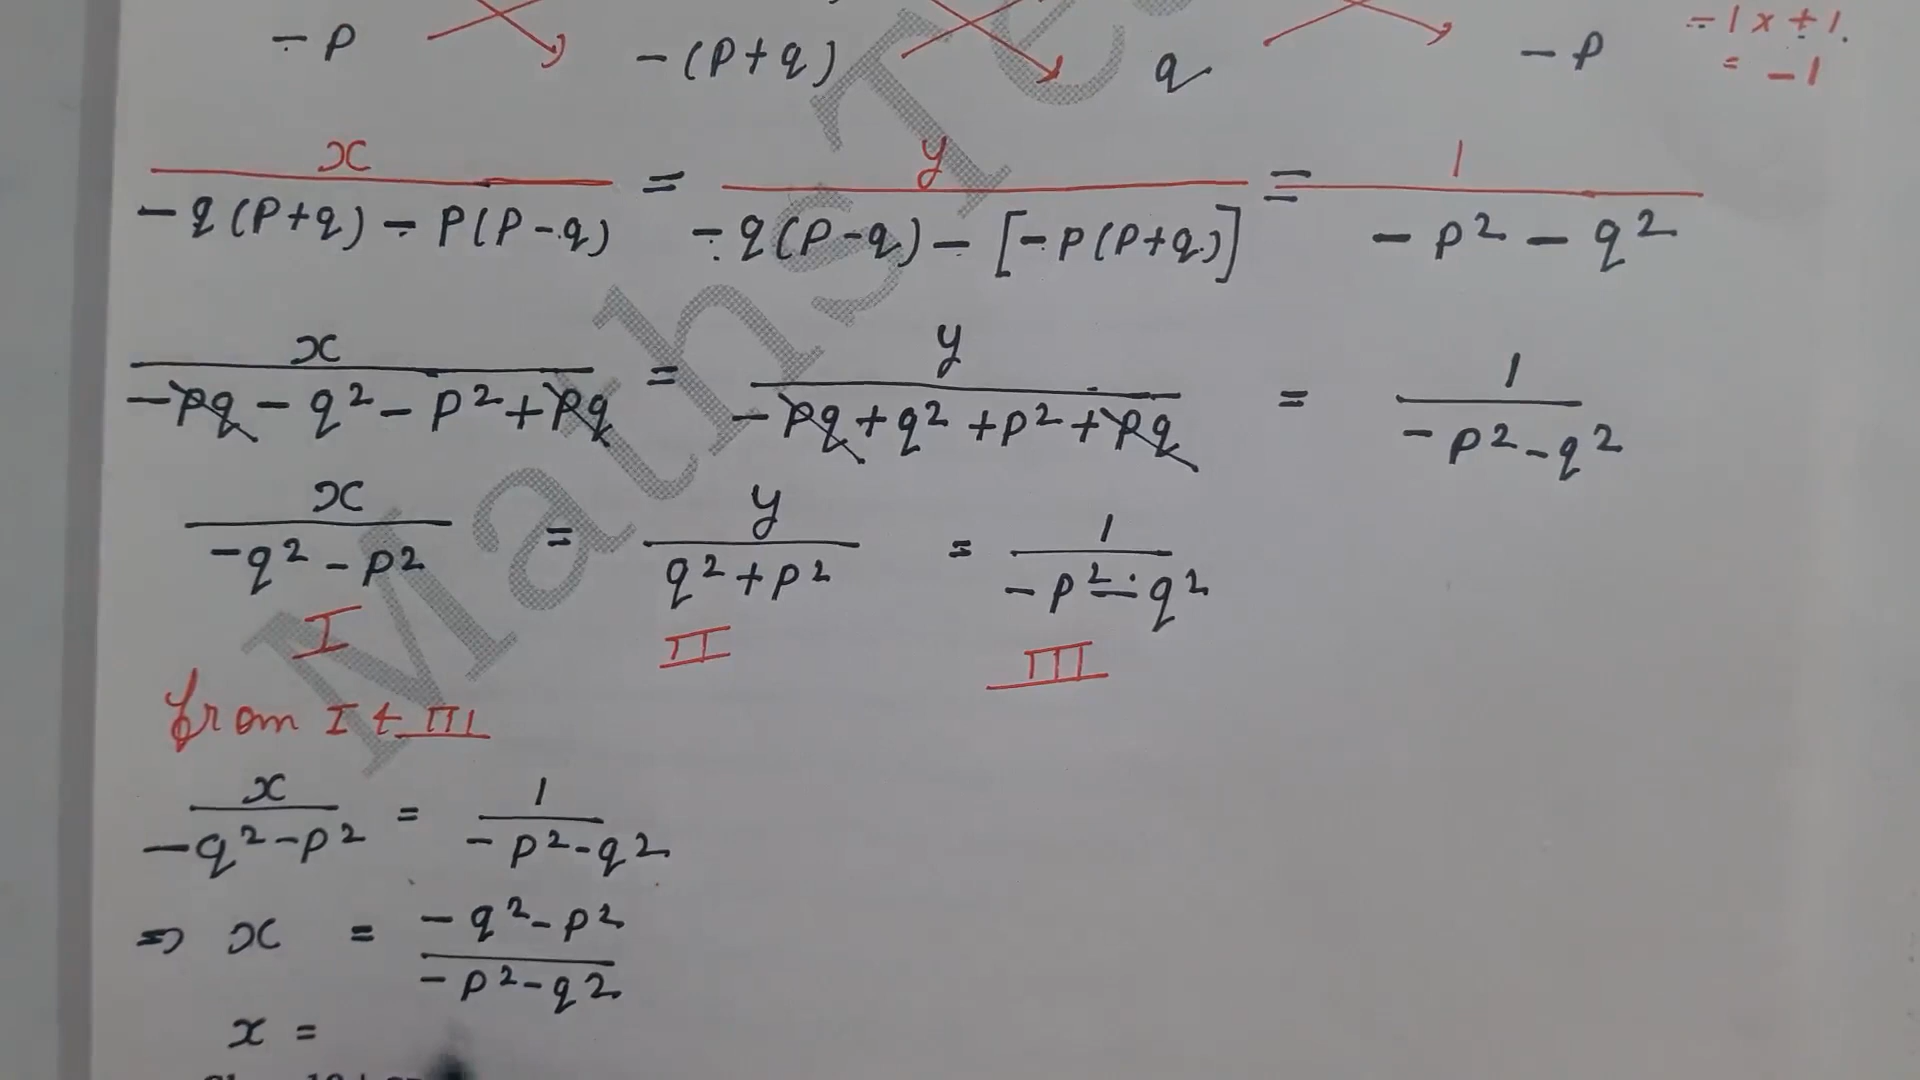 -p -(p+q) q -p
-1 x +1.
= -1
x/(-q(p+q) - p(p-q)) = y/(-q(p-q) - [-p(p+q)]) = 1/(-p² - q²)
x/(-pq - q² - p² + pq) = y/(-pq + q² + p² + pq) = 1/(-p² - q²)
x/(-q² - p²) = y/(q² + p²) = 1/(-p² - q²)
I II III
from I & III
x/(-q² - p²) = 1/(-p² - q²)
⇒ x = (-q² - p²)/(-p² - q²)
x =